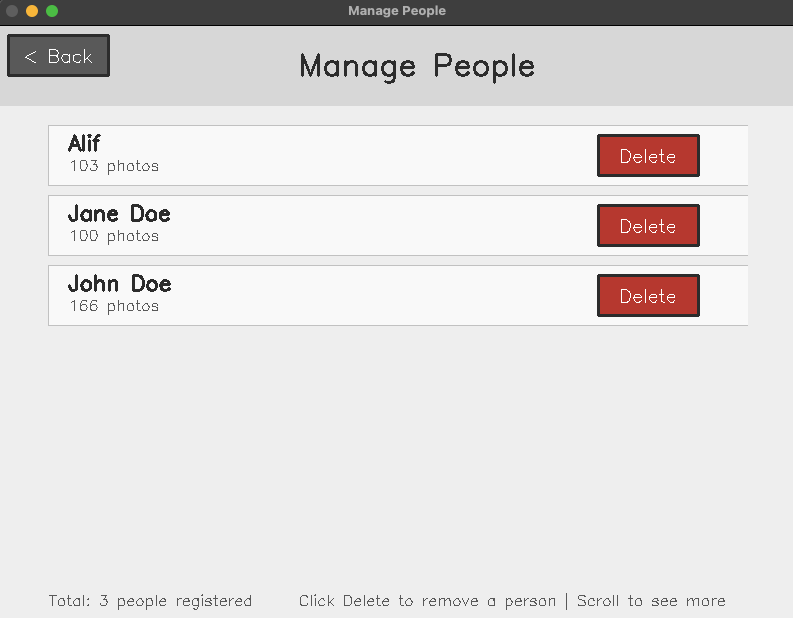 Manage People
< Back
Manage People
Alif
103 photos
Delete
Jane Doe
100 photos
Delete
John Doe
166 photos
Delete
Total: 3 people registered
Click Delete to remove a person | Scroll to see more